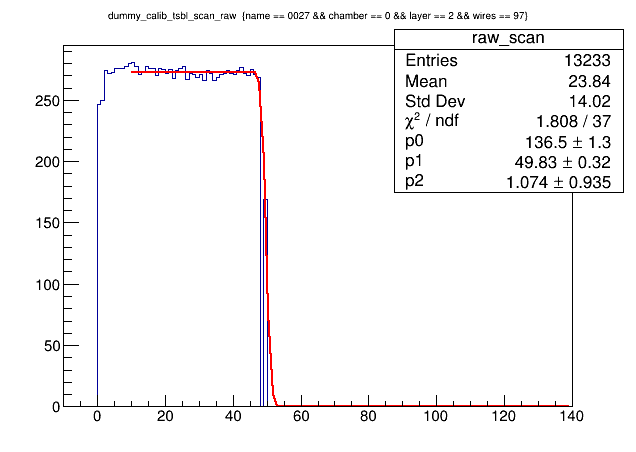 dummy_calib_tsbl_scan_raw {name == 0027 && chamber == 0 && layer == 2 && wires == 97}
raw_scan
Entries 13233
Mean 23.84
Std Dev 14.02
χ² / ndf 1.808 / 37
p0 136.5 ± 1.3
p1 49.83 ± 0.32
p2 1.074 ± 0.935
250
200
150
100
50
0
0 20 40 60 80 100 120 140